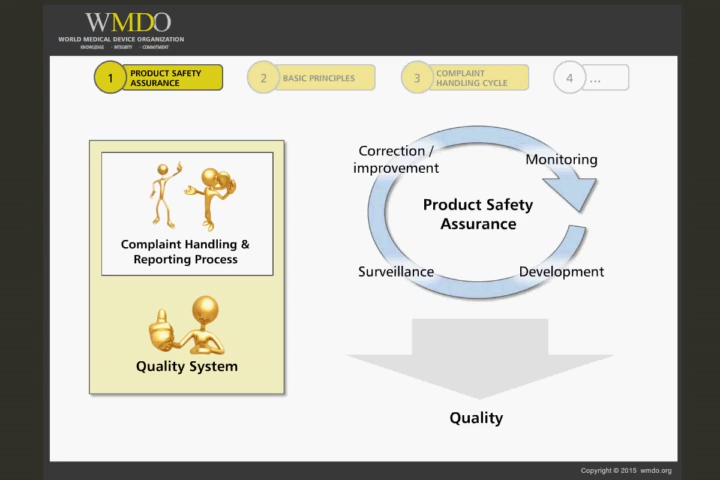 WMDO
WORLD MEDICAL DEVICE ORGANIZATION
KNOWLEDGE · INTEGRITY · COMMITMENT
1 PRODUCT SAFETY
ASSURANCE
2 BASIC PRINCIPLES
3 COMPLAINT
HANDLING CYCLE
4 ...
Complaint Handling &
Reporting Process
Quality System
Correction /
improvement
Monitoring
Product Safety
Assurance
Surveillance
Development
Quality
Copyright © 2015 wmdo.org